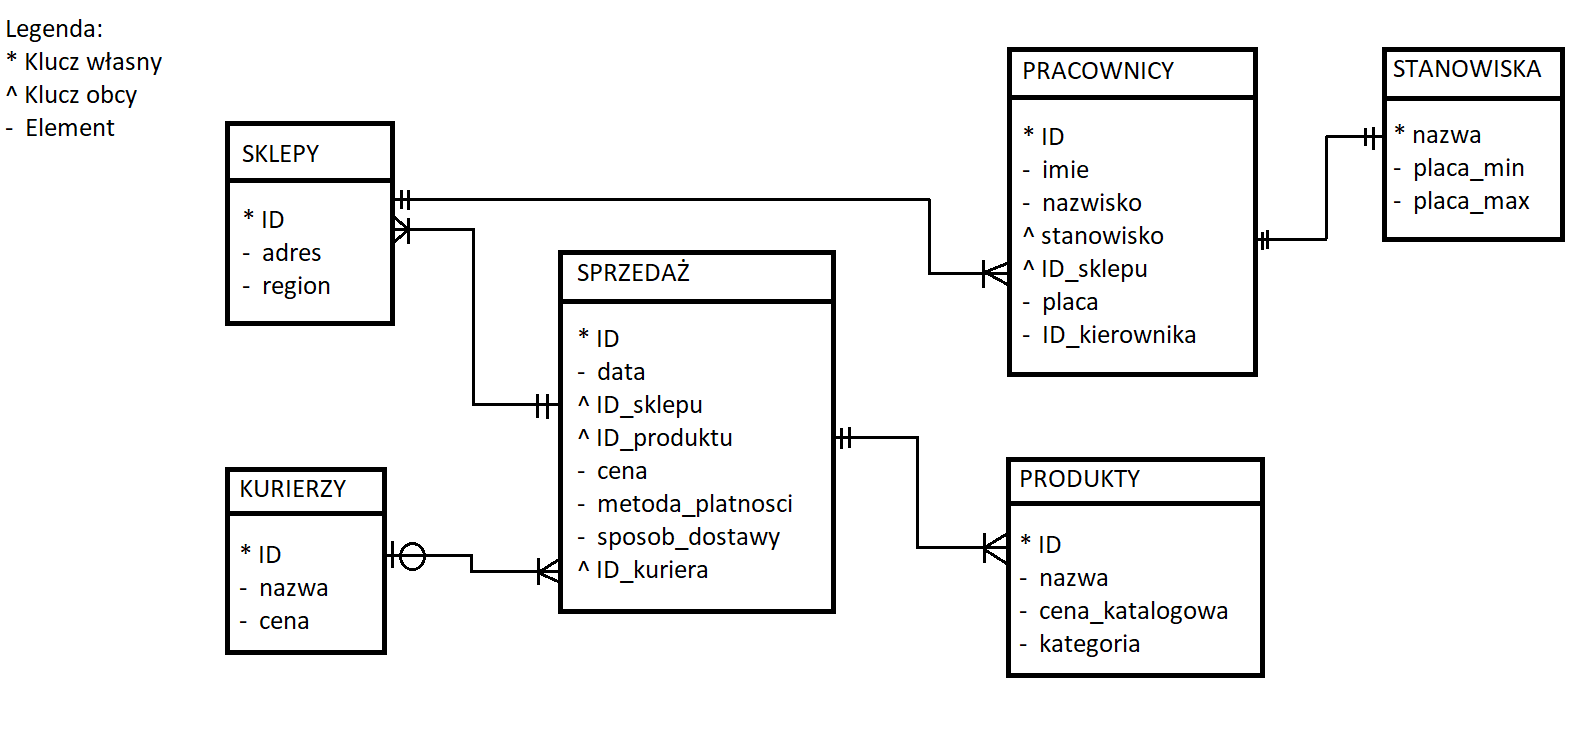 Legenda:
* Klucz własny
^ Klucz obcy
- Element
SKLEPY
* ID
- adres
- region
KURIERZY
* ID
- nazwa
- cena
SPRZEDAŻ
* ID
- data
^ ID_sklepu
^ ID_produktu
- cena
- metoda_platnosci
- sposob_dostawy
^ ID_kuriera
PRACOWNICY
* ID
- imie
- nazwisko
^ stanowisko
^ ID_sklepu
- placa
- ID_kierownika
STANOWISKA
* nazwa
- placa_min
- placa_max
PRODUKTY
* ID
- nazwa
- cena_katalogowa
- kategoria